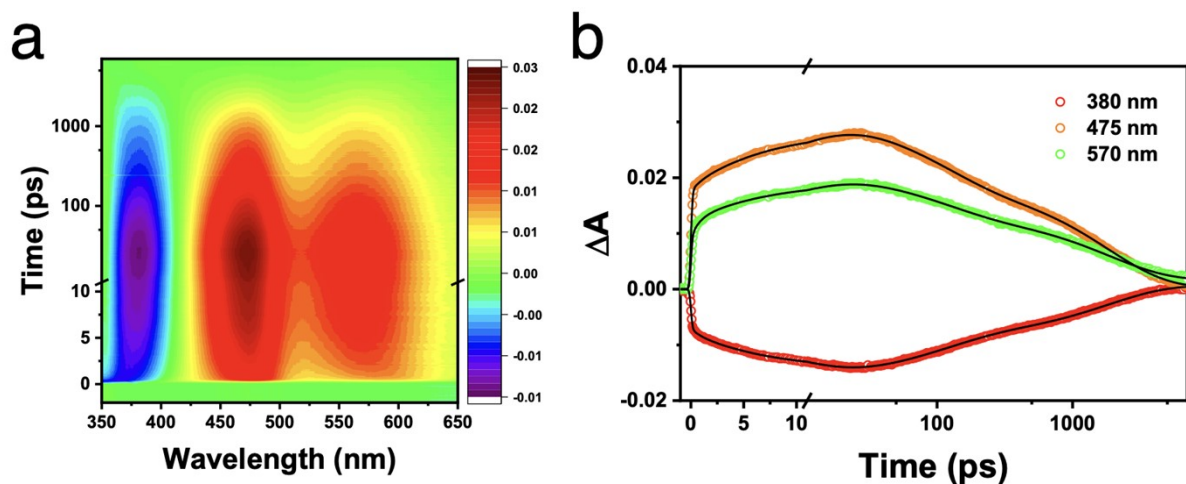 a
Time (ps)
1000
100
10
5
0
350 400 450 500 550 600 650
Wavelength (nm)
0.03
0.02
0.02
0.01
0.01
0.00
-0.00
-0.01
-0.01
b
ΔA
0.04
0.02
0.00
-0.02
380 nm
475 nm
570 nm
0 5 10 100 1000
Time (ps)